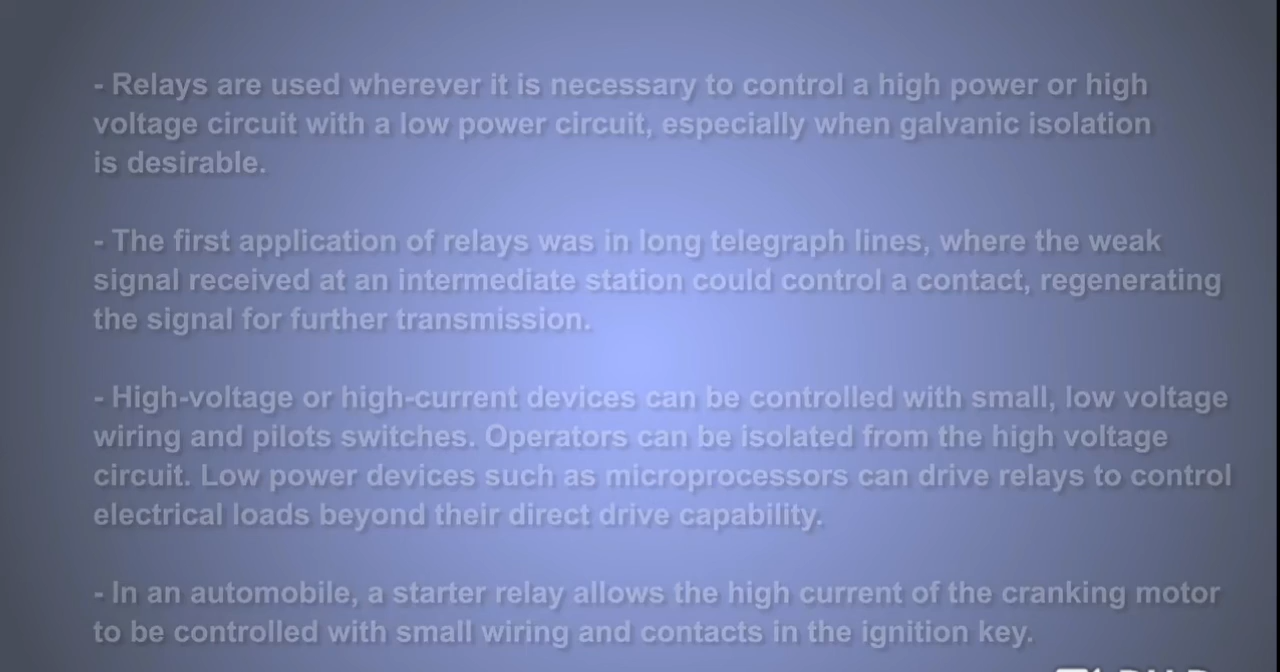 - Relays are used wherever it is necessary to control a high power or high
voltage circuit with a low power circuit, especially when galvanic isolation
is desirable.
- The first application of relays was in long telegraph lines, where the weak
signal received at an intermediate station could control a contact, regenerating
the signal for further transmission.
- High-voltage or high-current devices can be controlled with small, low voltage
wiring and pilots switches. Operators can be isolated from the high voltage
circuit. Low power devices such as microprocessors can drive relays to control
electrical loads beyond their direct drive capability.
- In an automobile, a starter relay allows the high current of the cranking motor
to be controlled with small wiring and contacts in the ignition key.